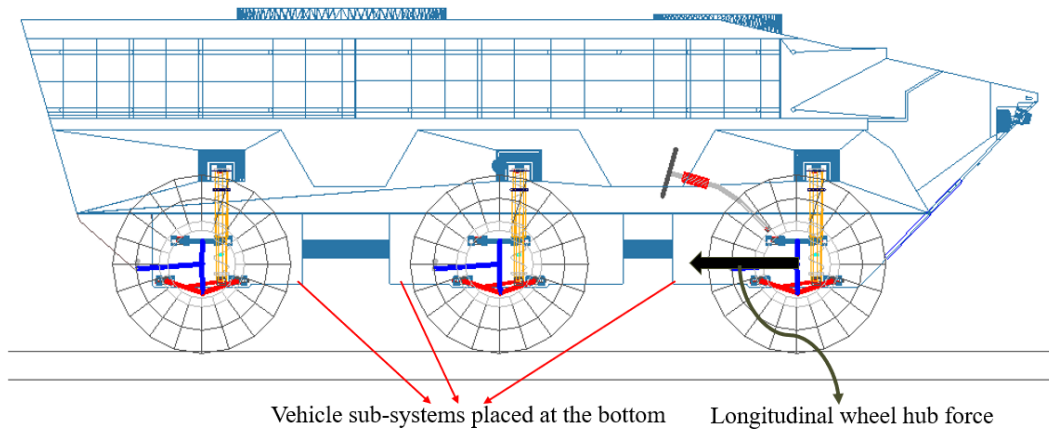 Vehicle sub-systems placed at the bottom
Longitudinal wheel hub force